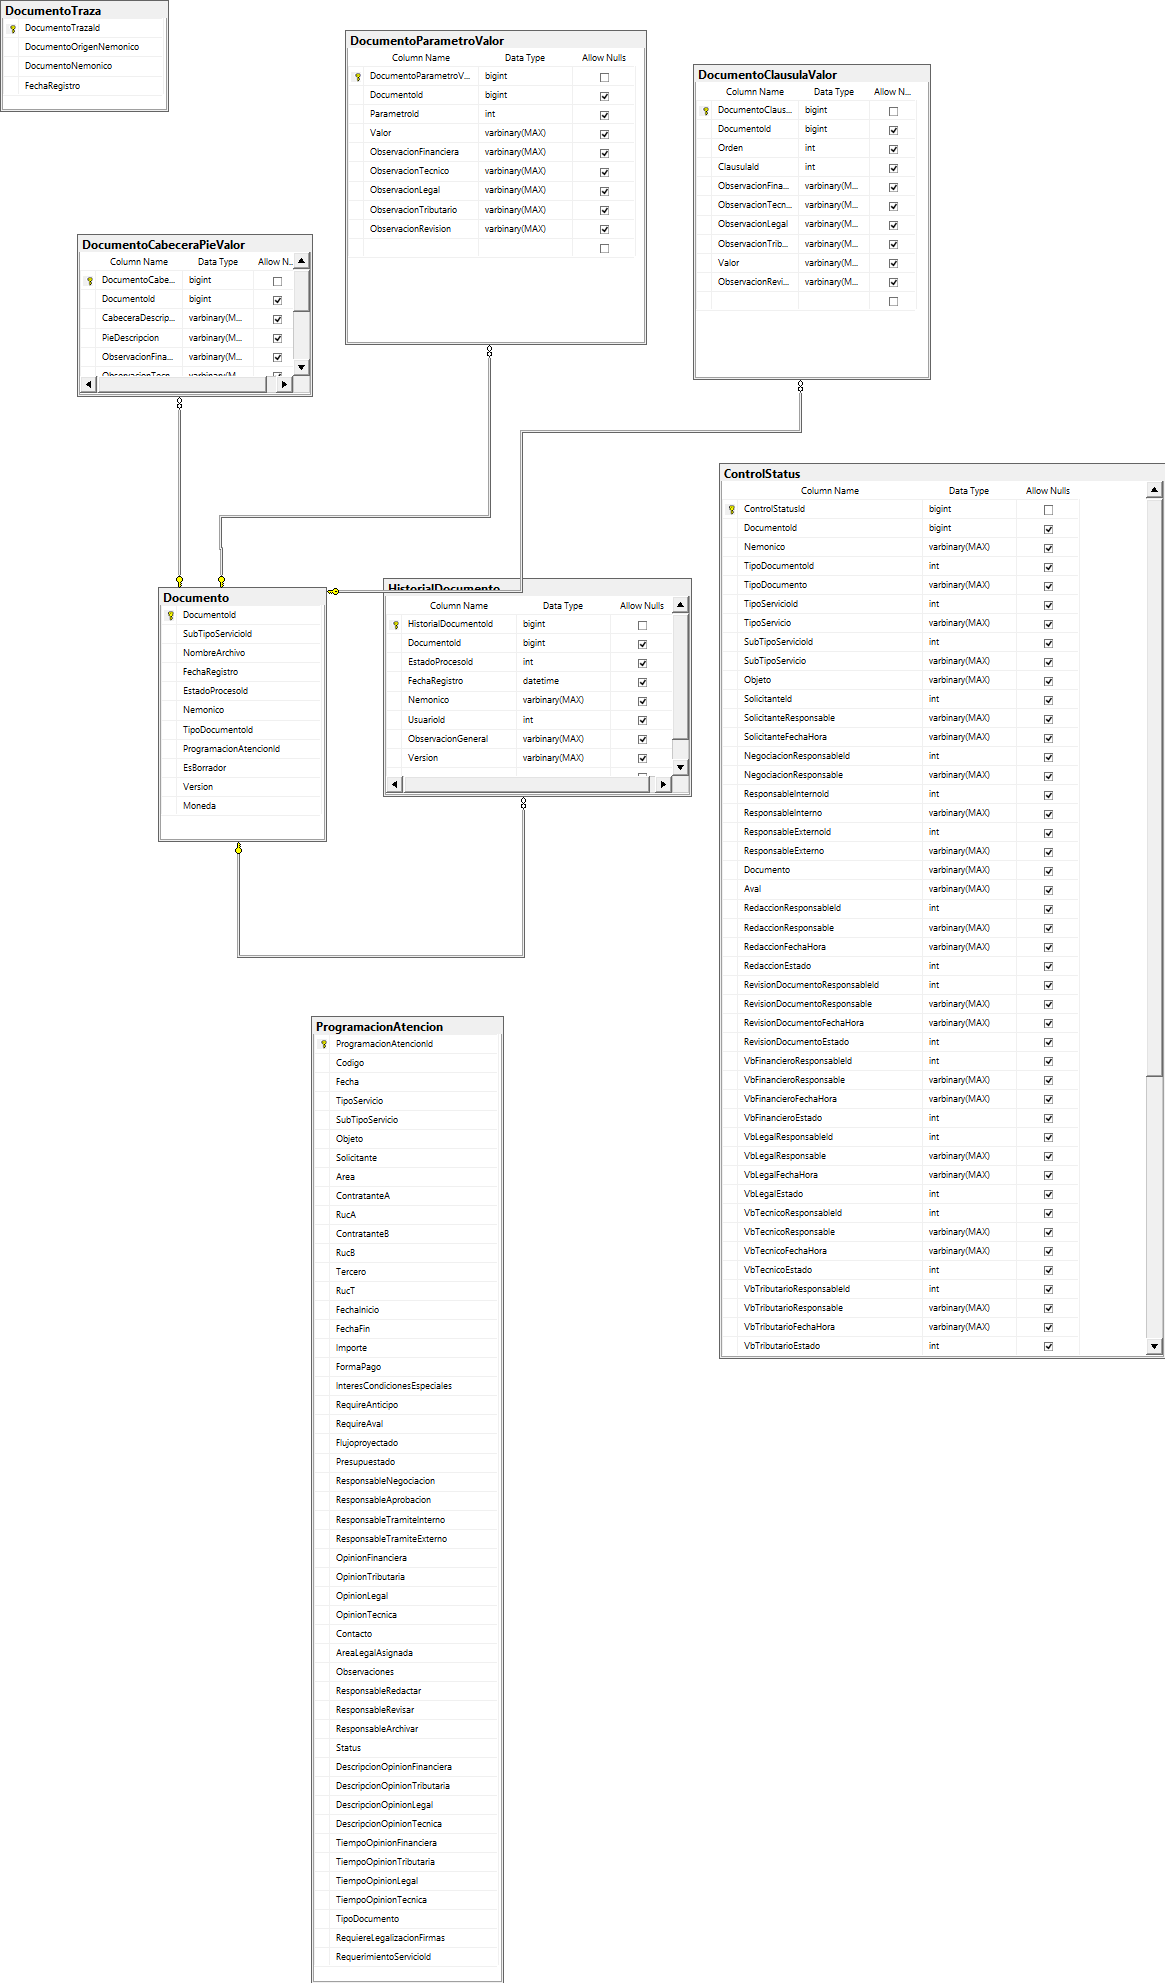 DocumentoTraza
DocumentoTrazaId
DocumentoOrigenNemonico
DocumentoNemonico
FechaRegistro
DocumentoParametroValor
Column Name Data Type Allow Nulls
DocumentoParametroV... bigint
DocumentoId bigint
ParametroId int
Valor varbinary(MAX)
ObservacionFinanciera varbinary(MAX)
ObservacionTecnico varbinary(MAX)
ObservacionLegal varbinary(MAX)
ObservacionTributario varbinary(MAX)
ObservacionRevision varbinary(MAX)
DocumentoClausulaValor
Column Name Data Type Allow N...
DocumentoClaus... bigint
DocumentoId bigint
Orden int
ClausulaId int
ObservacionFina... varbinary(M...
ObservacionTecn... varbinary(M...
ObservacionLegal varbinary(M...
ObservacionTrib... varbinary(M...
Valor varbinary(M...
ObservacionRevi... varbinary(M...
DocumentoCabeceraPieValor
Column Name Data Type Allow N...
DocumentoCabe... bigint
DocumentoId bigint
CabeceraDescrip... varbinary(M...
PieDescripcion varbinary(M...
ObservacionFina... varbinary(M...
ObservacionTecn... varbinary(M...
Documento
DocumentoId
SubTipoServicioId
NombreArchivo
FechaRegistro
EstadoProcesoId
Nemonico
TipoDocumentoId
ProgramacionAtencionId
EsBorrador
Version
Moneda
HistorialDocumento
Column Name Data Type Allow Nulls
HistorialDocumentoId bigint
DocumentoId bigint
EstadoProcesoId int
FechaRegistro datetime
Nemonico varbinary(MAX)
UsuarioId int
ObservacionGeneral varbinary(MAX)
Version varbinary(MAX)
ControlStatus
Column Name Data Type Allow Nulls
ControlStatusId bigint
DocumentoId bigint
Nemonico varbinary(MAX)
TipoDocumentoId int
TipoDocumento varbinary(MAX)
TipoServicioId int
TipoServicio varbinary(MAX)
SubTipoServicioId int
SubTipoServicio varbinary(MAX)
Objeto varbinary(MAX)
SolicitanteId int
SolicitanteResponsable varbinary(MAX)
SolicitanteFechaHora varbinary(MAX)
NegociacionResponsableId int
NegociacionResponsable varbinary(MAX)
ResponsableInternoId int
ResponsableInterno varbinary(MAX)
ResponsableExternoId int
ResponsableExterno varbinary(MAX)
Documento varbinary(MAX)
Aval varbinary(MAX)
RedaccionResponsableId int
RedaccionResponsable varbinary(MAX)
RedaccionFechaHora varbinary(MAX)
RedaccionEstado int
RevisionDocumentoResponsableId int
RevisionDocumentoResponsable varbinary(MAX)
RevisionDocumentoFechaHora varbinary(MAX)
RevisionDocumentoEstado int
VbFinancieroResponsableId int
VbFinancieroResponsable varbinary(MAX)
VbFinancieroFechaHora varbinary(MAX)
VbFinancieroEstado int
VbLegalResponsableId int
VbLegalResponsable varbinary(MAX)
VbLegalFechaHora varbinary(MAX)
VbLegalEstado int
VbTecnicoResponsableId int
VbTecnicoResponsable varbinary(MAX)
VbTecnicoFechaHora varbinary(MAX)
VbTecnicoEstado int
VbTributarioResponsableId int
VbTributarioResponsable varbinary(MAX)
VbTributarioFechaHora varbinary(MAX)
VbTributarioEstado int
ProgramacionAtencion
ProgramacionAtencionId
Codigo
Fecha
TipoServicio
SubTipoServicio
Objeto
Solicitante
Area
ContratanteA
RucA
ContratanteB
RucB
Tercero
RucT
FechaInicio
FechaFin
Importe
FormaPago
InteresCondicionesEspeciales
RequireAnticipo
RequireAval
Flujoproyectado
Presupuestado
ResponsableNegociacion
ResponsableAprobacion
ResponsableTramiteInterno
ResponsableTramiteExterno
OpinionFinanciera
OpinionTributaria
OpinionLegal
OpinionTecnica
Contacto
AreaLegalAsignada
Observaciones
ResponsableRedactar
ResponsableRevisar
ResponsableArchivar
Status
DescripcionOpinionFinanciera
DescripcionOpinionTributaria
DescripcionOpinionLegal
DescripcionOpinionTecnica
TiempoOpinionFinanciera
TiempoOpinionTributaria
TiempoOpinionLegal
TiempoOpinionTecnica
TipoDocumento
RequiereLegalizacionFirmas
RequerimientoServicioId